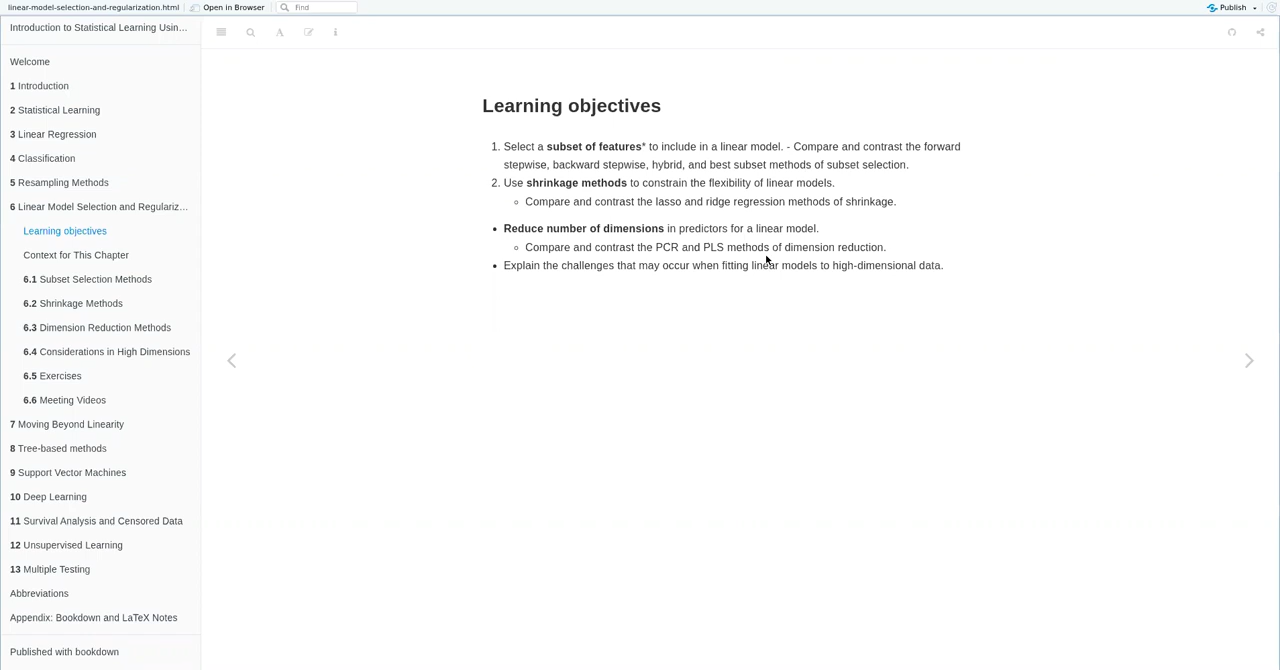 linear-model-selection-and-regularization.html Open in Browser Find Publish
Introduction to Statistical Learning Usin...
Welcome
1 Introduction
2 Statistical Learning
3 Linear Regression
4 Classification
5 Resampling Methods
6 Linear Model Selection and Regulariz...
Learning objectives
Context for This Chapter
6.1 Subset Selection Methods
6.2 Shrinkage Methods
6.3 Dimension Reduction Methods
6.4 Considerations in High Dimensions
6.5 Exercises
6.6 Meeting Videos
7 Moving Beyond Linearity
8 Tree-based methods
9 Support Vector Machines
10 Deep Learning
11 Survival Analysis and Censored Data
12 Unsupervised Learning
13 Multiple Testing
Abbreviations
Appendix: Bookdown and LaTeX Notes
Published with bookdown
Learning objectives
1. Select a subset of features* to include in a linear model. - Compare and contrast the forward
stepwise, backward stepwise, hybrid, and best subset methods of subset selection.
2. Use shrinkage methods to constrain the flexibility of linear models.
Compare and contrast the lasso and ridge regression methods of shrinkage.
Reduce number of dimensions in predictors for a linear model.
Compare and contrast the PCR and PLS methods of dimension reduction.
Explain the challenges that may occur when fitting linear models to high-dimensional data.